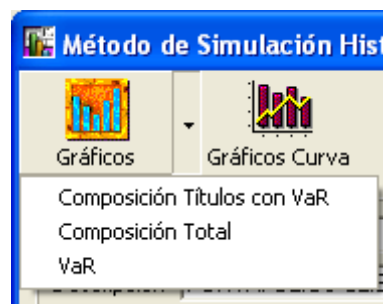 Método de Simulación Hist
Gráficos
Gráficos Curva
Composición Títulos con VaR
Composición Total
VaR